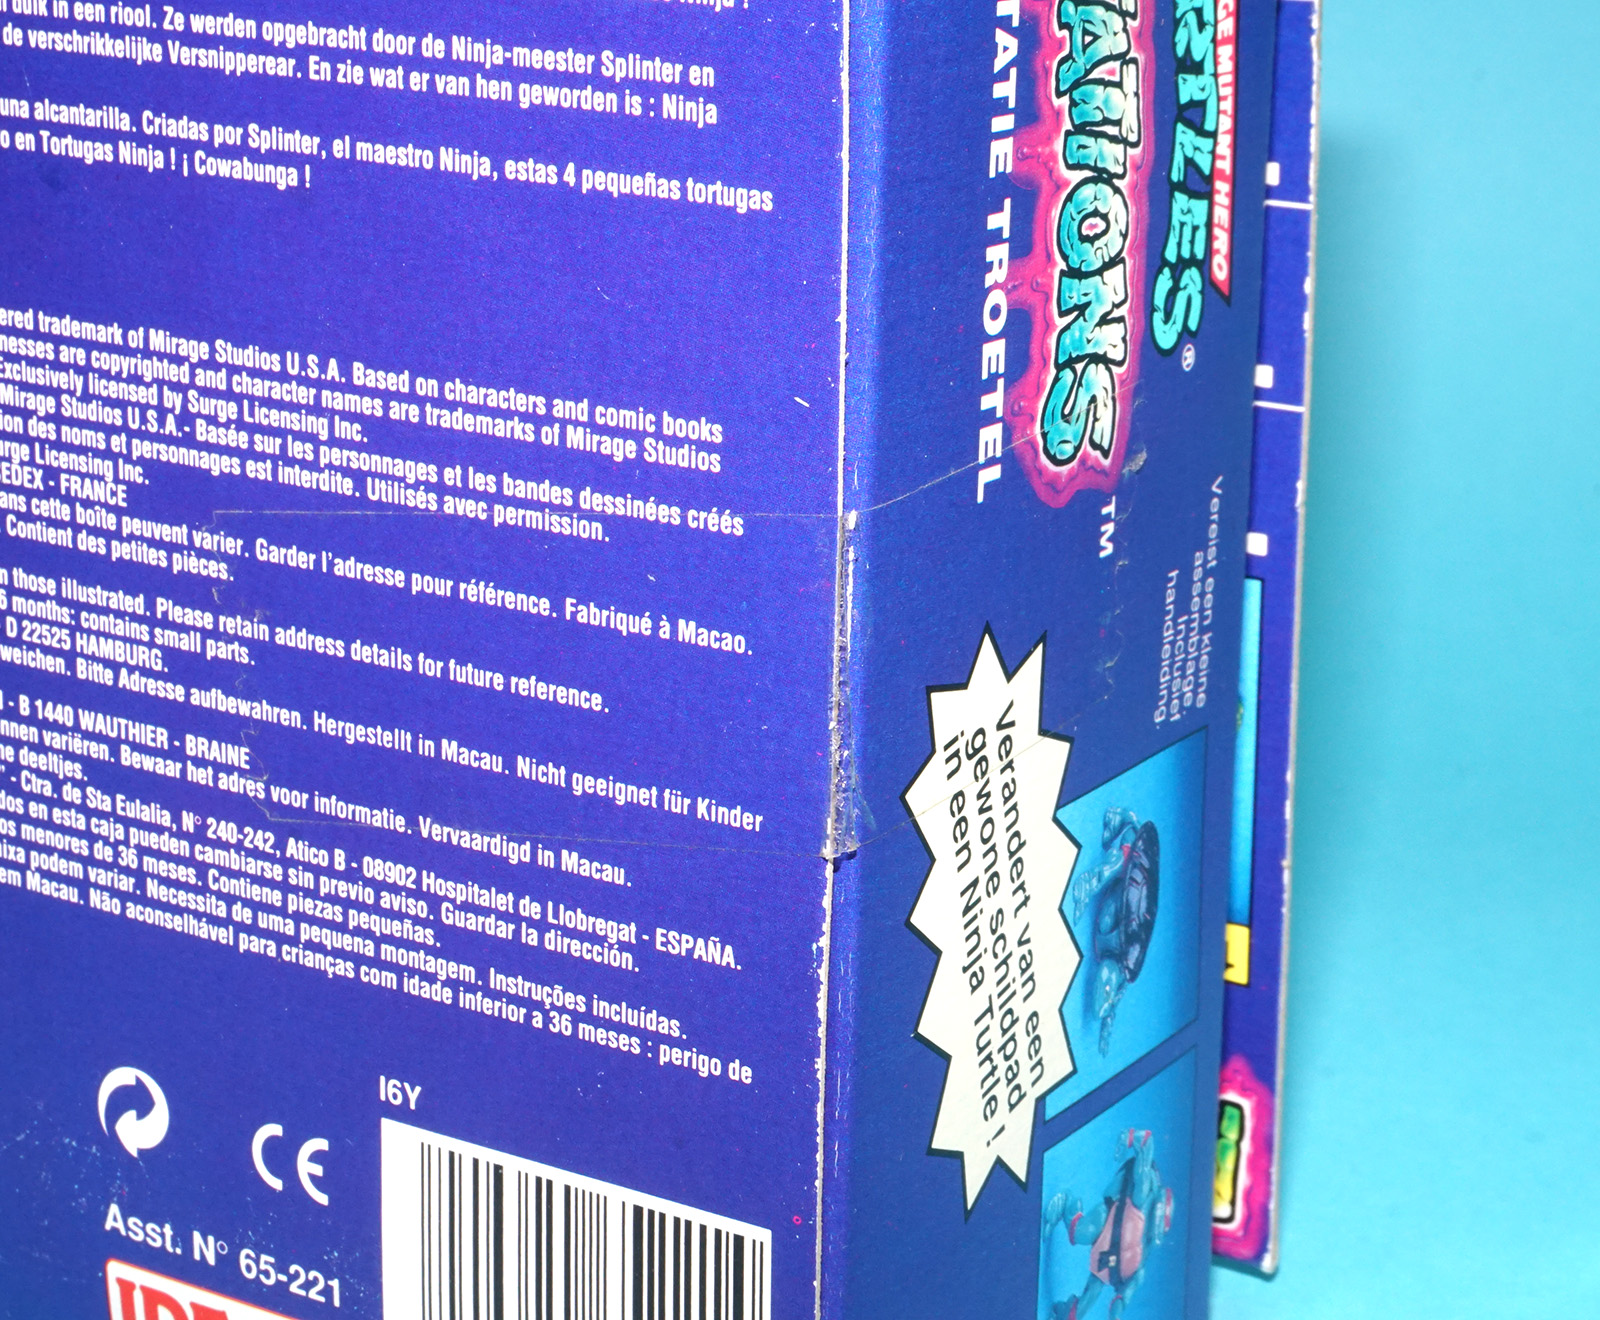 duik in een riool. Ze werden opgebracht door de Ninja-meester Splinter en
de verschrikkelijke Versnipperear. En zie wat er van hen geworden is : Ninja
una alcantarilla. Criadas por Splinter, el maestro Ninja, estas 4 pequeñas tortugas
o en Tortugas Ninja ! ¡ Cowabunga !
ered trademark of Mirage Studios U.S.A. Based on characters and comic books
nesses are copyrighted and character names are trademarks of Mirage Studios
Exclusively licensed by Surge Licensing Inc.
Mirage Studios U.S.A.- Basée sur les personnages et les bandes dessinées créés
ion des noms et personnages est interdite. Utilisés avec permission.
urge Licensing Inc.
EDEX - FRANCE
ans cette boîte peuvent varier. Garder l'adresse pour référence. Fabriqué à Macao.
. Contient des petites pièces.
n those illustrated. Please retain address details for future reference.
6 months: contains small parts.
- D 22525 HAMBURG.
weichen. Bitte Adresse aufbewahren. Hergestellt in Macau. Nicht geeignet für Kinder
- B 1440 WAUTHIER - BRAINE
nnen variëren. Bewaar het adres voor informatie. Vervaardigd in Macau.
ne deeltjes.
" - Ctra. de Sta Eulalia, N° 240-242, Atico B - 08902 Hospitalet de Llobregat - ESPAÑA.
dos en esta caja pueden cambiarse sin previo aviso. Guardar la dirección.
os menores de 36 meses. Contiene piezas pequeñas.
aixa podem variar. Necessita de uma pequena montagem. Instruções incluídas.
em Macau. Não aconselhável para crianças com idade inferior a 36 meses : perigo de
I6Y
CE
Asst. N° 65-221
GE MUTANT HERO
RTLES ®
ATIONS TM
TATIE TROETEL
Vereist een kleine
assemblage.
Inclusief
handleiding.
Verandert van een
gewone schildpad
in een Ninja Turtle !